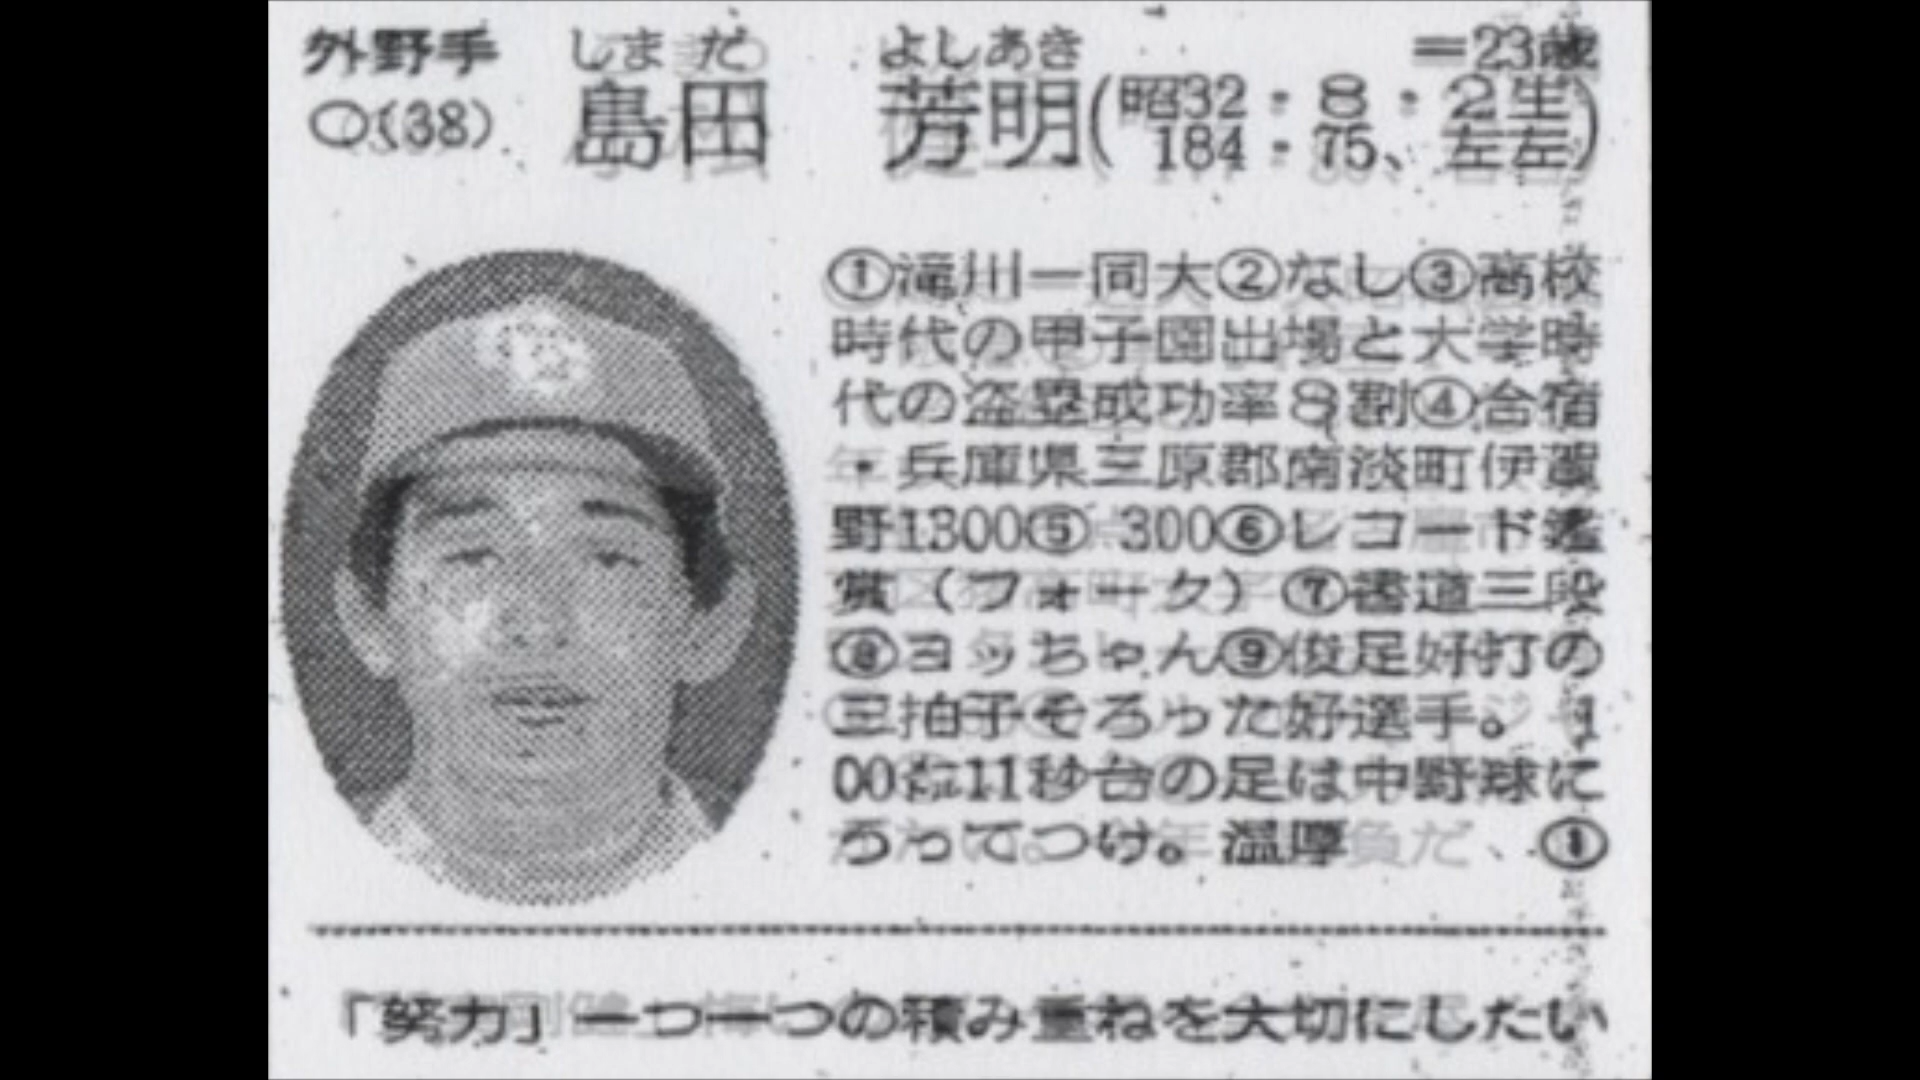 外野手 しまだ よしあき =23歳
○(38) 島田 芳明(昭32・8・2生
184・75、左左)
①滝川―同大②なし③高校
時代の甲子園出場と大学時
代の盗塁成功率8割④合宿
・兵庫県三原郡南淡町伊賀
野1300⑤ 300⑥レコード鑑
賞(フォーク)⑦書道三段
⑧ヨッちゃん⑨俊足好打の
三拍子そろった好選手。1
00㍍11秒台の足は中野球に
うってつけ。温厚
「努力」一つ一つの積み重ねを大切にしたい